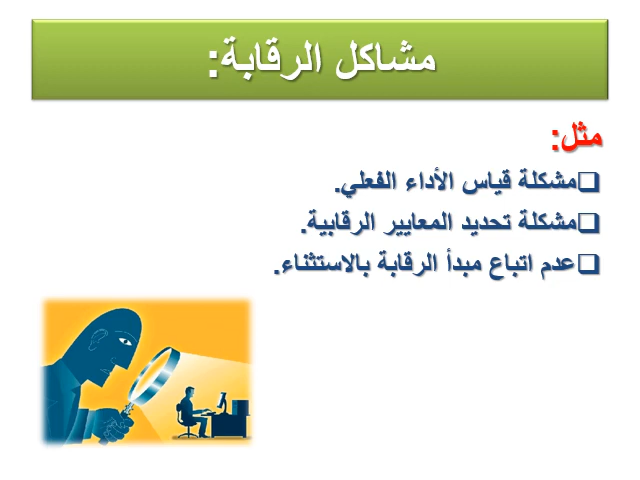 مشاكل الرقابة:
مثل:
❑مشكلة قياس الأداء الفعلي.
❑مشكلة تحديد المعايير الرقابية.
❑عدم اتباع مبدأ الرقابة بالاستثناء.